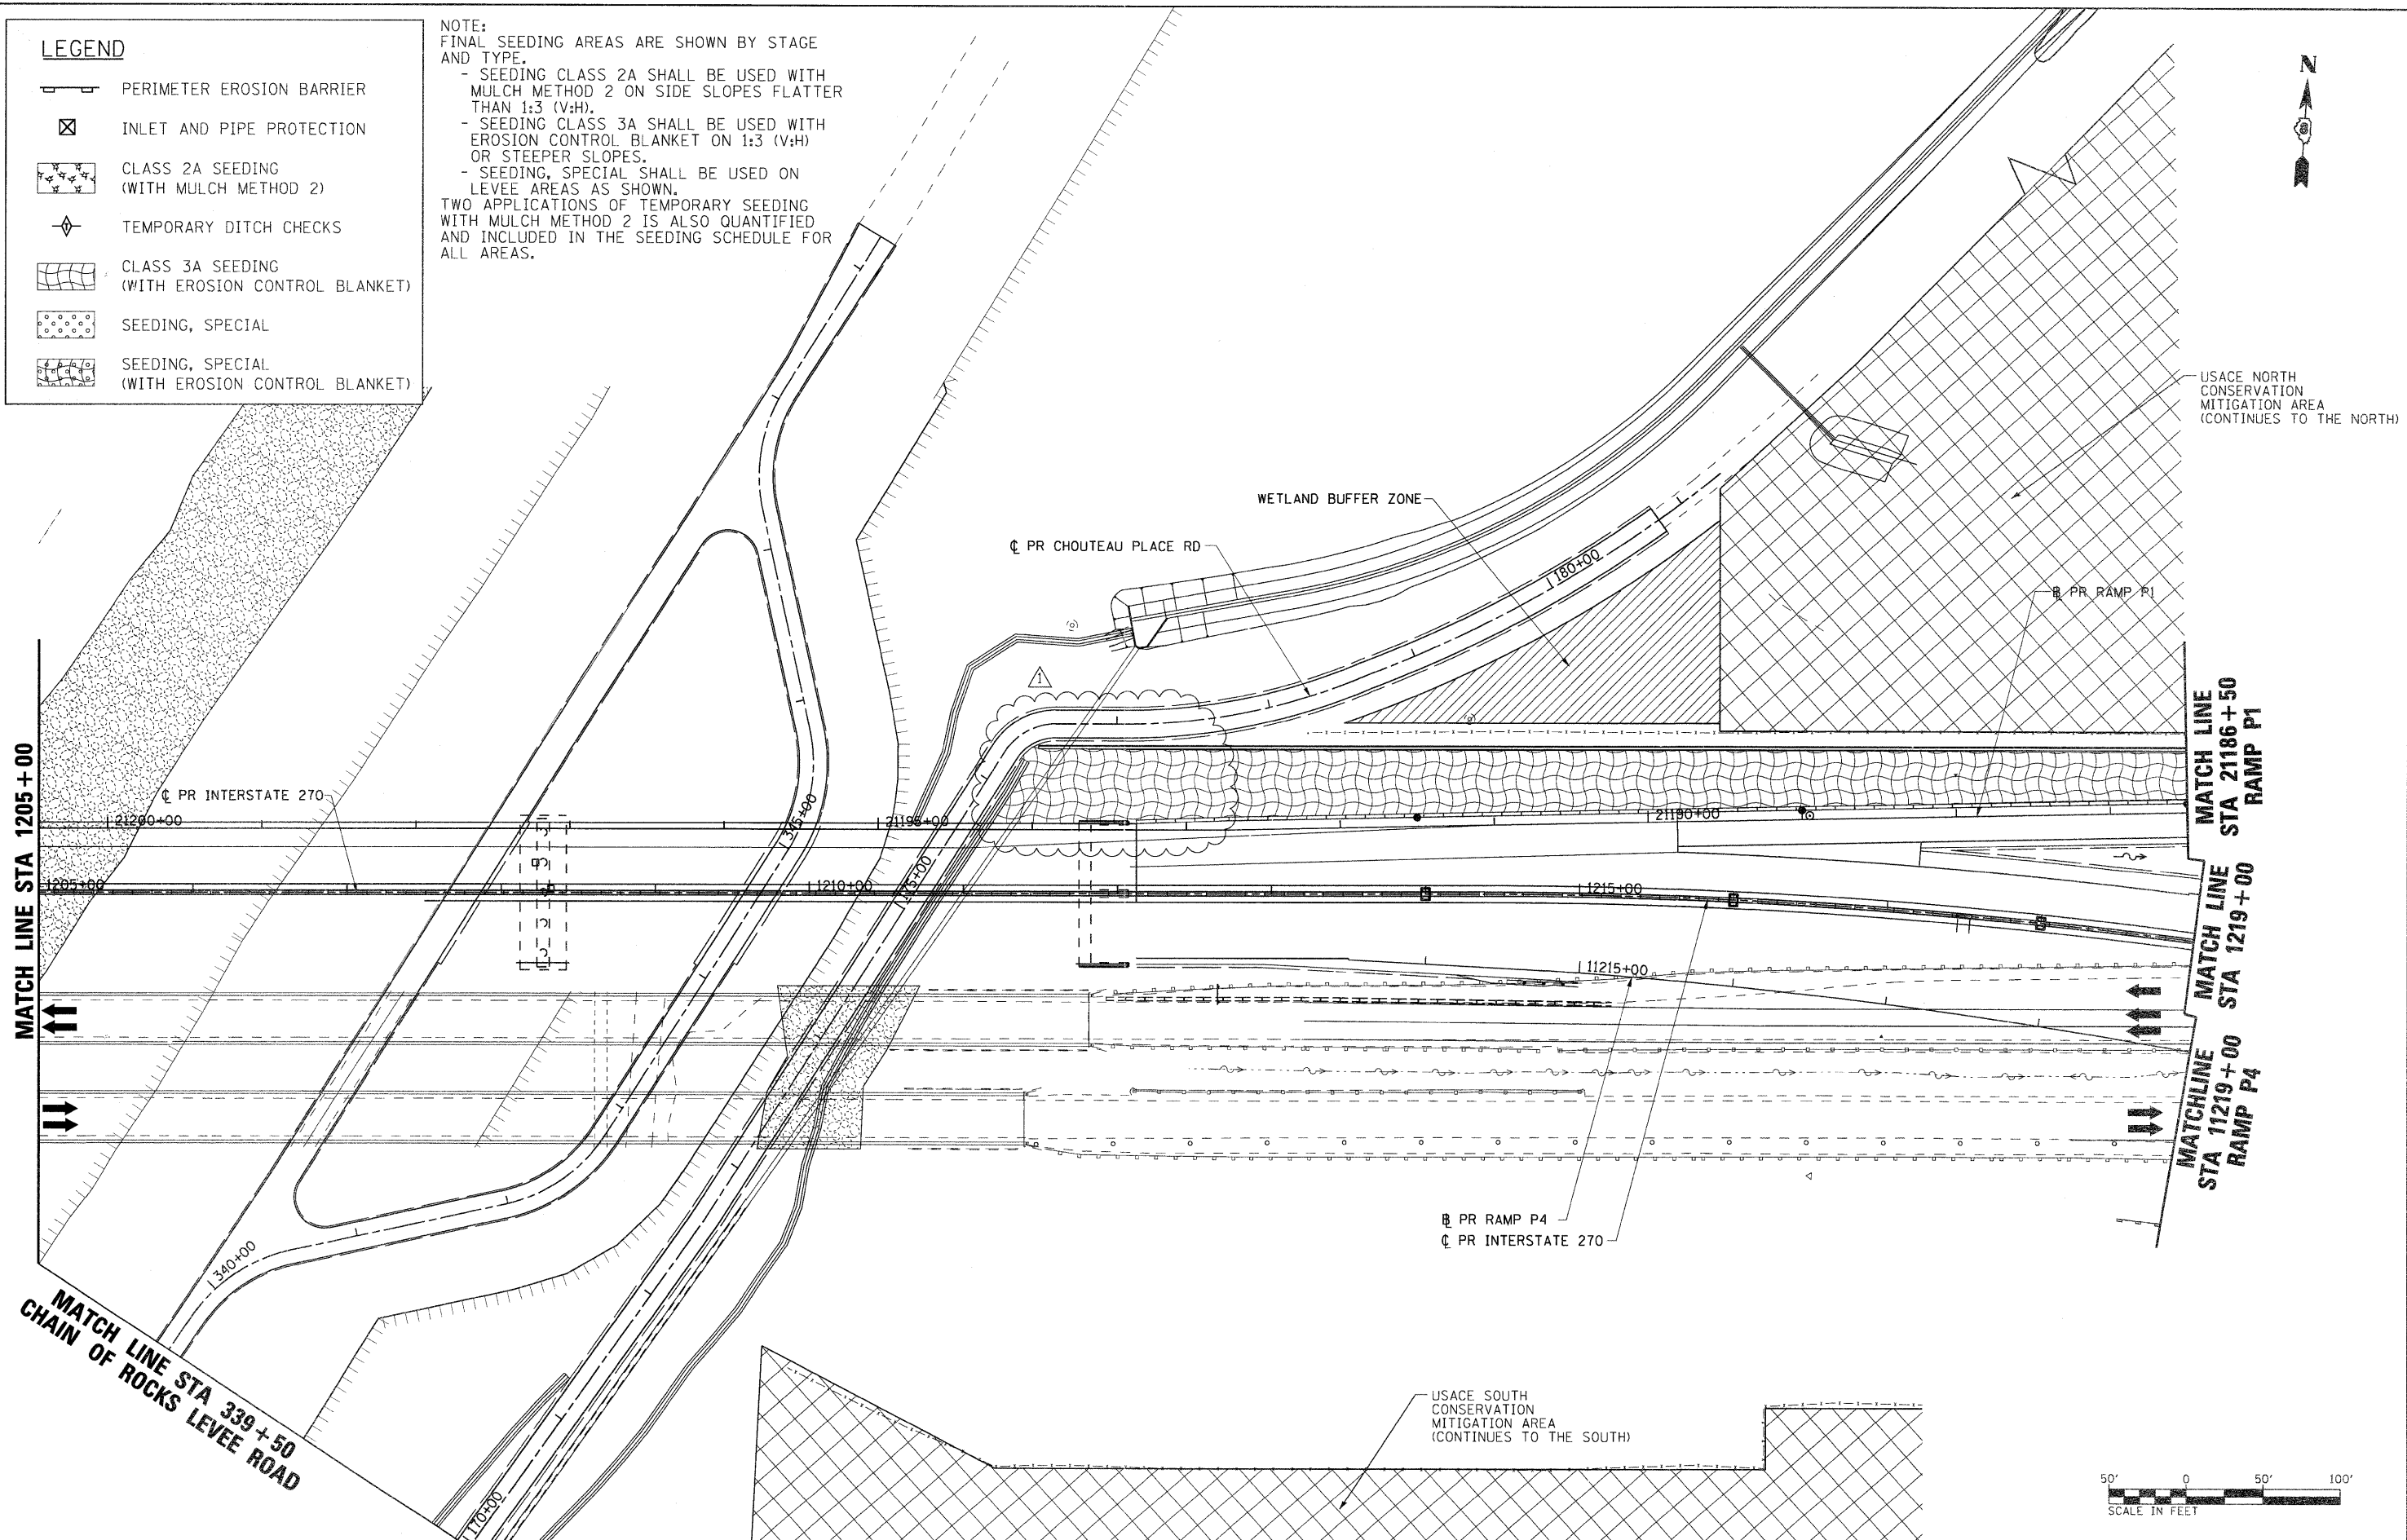 LEGEND
PERIMETER EROSION BARRIER
INLET AND PIPE PROTECTION
CLASS 2A SEEDING
(WITH MULCH METHOD 2)
TEMPORARY DITCH CHECKS
CLASS 3A SEEDING
(WITH EROSION CONTROL BLANKET)
SEEDING, SPECIAL
SEEDING, SPECIAL
(WITH EROSION CONTROL BLANKET)
NOTE:
FINAL SEEDING AREAS ARE SHOWN BY STAGE
AND TYPE.
- SEEDING CLASS 2A SHALL BE USED WITH
MULCH METHOD 2 ON SIDE SLOPES FLATTER
THAN 1:3 (V:H).
- SEEDING CLASS 3A SHALL BE USED WITH
EROSION CONTROL BLANKET ON 1:3 (V:H)
OR STEEPER SLOPES.
- SEEDING, SPECIAL SHALL BE USED ON
LEVEE AREAS AS SHOWN.
TWO APPLICATIONS OF TEMPORARY SEEDING
WITH MULCH METHOD 2 IS ALSO QUANTIFIED
AND INCLUDED IN THE SEEDING SCHEDULE FOR
ALL AREAS.
N
USACE NORTH
CONSERVATION
MITIGATION AREA
(CONTINUES TO THE NORTH)
WETLAND BUFFER ZONE
℄ PR CHOUTEAU PLACE RD
180+00
PR RAMP P1
1
MATCH LINE
STA 21186+50
RAMP P1
MATCH LINE STA 1205+00
℄ PR INTERSTATE 270
21200+00
345+00
21195+00
21190+00
175+00
1205+00
1210+00
1215+00
MATCH LINE
STA 1219+00
11215+00
MATCHLINE
STA 11219+00
RAMP P4
PR RAMP P4
℄ PR INTERSTATE 270
340+00
MATCH LINE STA 339+50
CHAIN OF ROCKS LEVEE ROAD
170+00
USACE SOUTH
CONSERVATION
MITIGATION AREA
(CONTINUES TO THE SOUTH)
50' 0 50' 100'
SCALE IN FEET